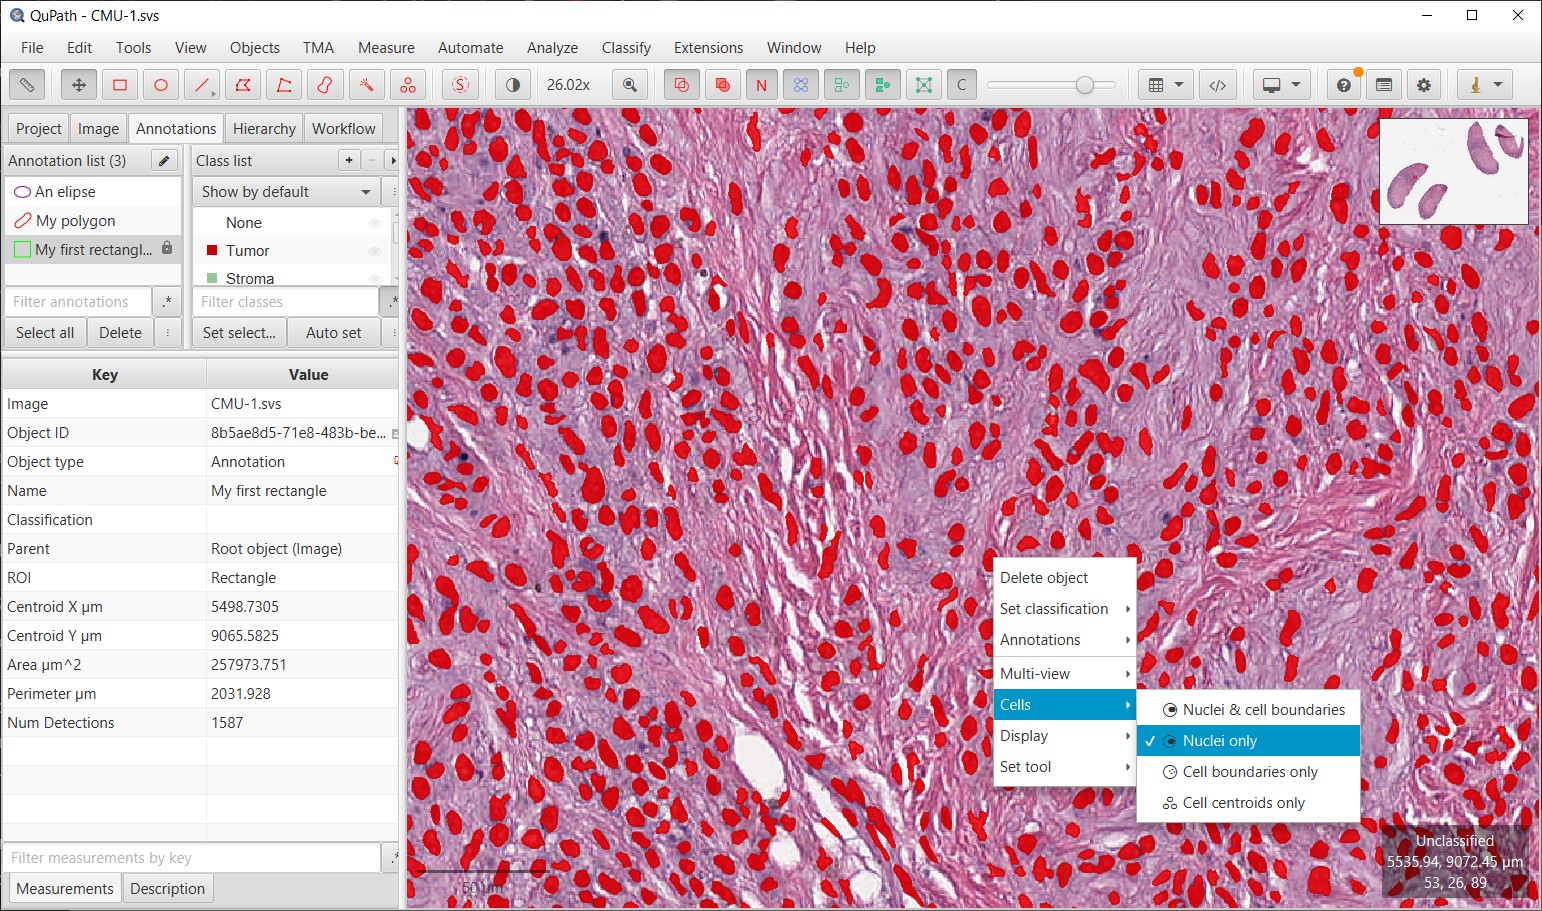 QuPath - CMU-1.svs
File Edit Tools View Objects TMA Measure Automate Analyze Classify Extensions Window Help
S 26.02x N C </> ?
Project Image Annotations Hierarchy Workflow
Annotation list (3)
An elipse
My polygon
My first rectangl...
Filter annotations .*
Select all Delete
Class list + -
Show by default
None
Tumor
Stroma
Filter classes .*
Set select... Auto set
Key Value
Image CMU-1.svs
Object ID 8b5ae8d5-71e8-483b-be...
Object type Annotation
Name My first rectangle
Classification
Parent Root object (Image)
ROI Rectangle
Centroid X µm 5498.7305
Centroid Y µm 9065.5825
Area µm^2 257973.751
Perimeter µm 2031.928
Num Detections 1587
Filter measurements by key .*
Measurements Description
Delete object
Set classification
Annotations
Multi-view
Cells
Display
Set tool
Nuclei & cell boundaries
Nuclei only
Cell boundaries only
Cell centroids only
50 µm
Unclassified
5535.94, 9072.45 µm
53, 26, 89